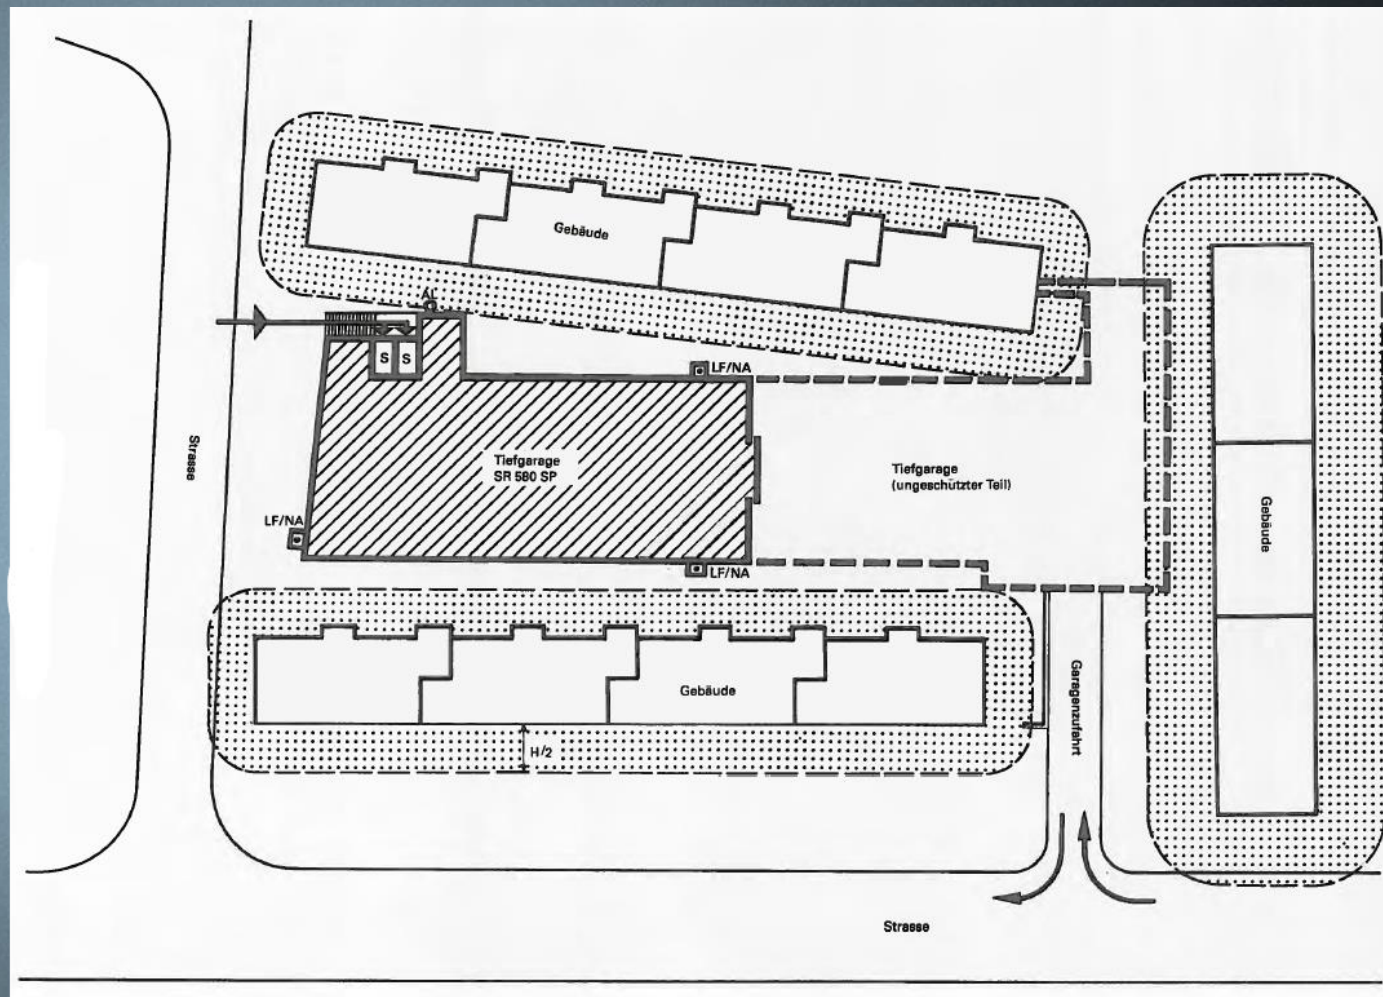 Gebäude
AL
S
S
LF/NA
Tiefgarage
SR 580 SP
Tiefgarage
(ungeschützter Teil)
Strasse
Gebäude
LF/NA
LF/NA
Gebäude
Garagenzufahrt
H/2
Strasse